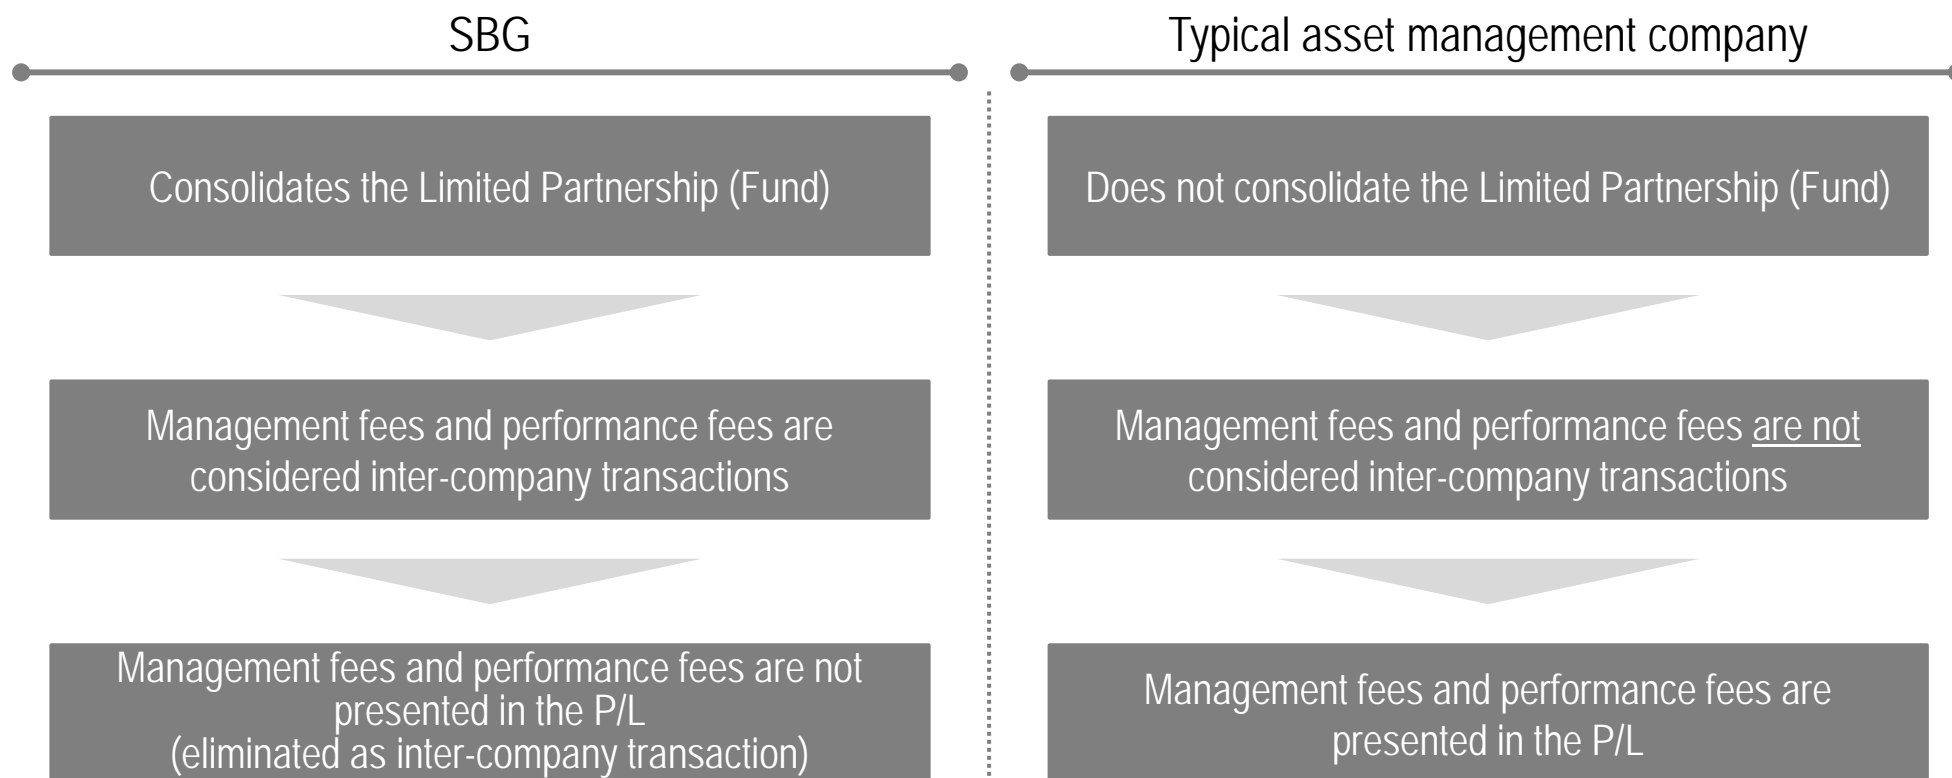 SBG
Consolidates the Limited Partnership (Fund)
Management fees and performance fees are
considered inter-company transactions
Management fees and performance fees are not
presented in the P/L
(eliminated as inter-company transaction)
Typical asset management company
Does not consolidate the Limited Partnership (Fund)
Management fees and performance fees are not
considered inter-company transactions
Management fees and performance fees are
presented in the P/L